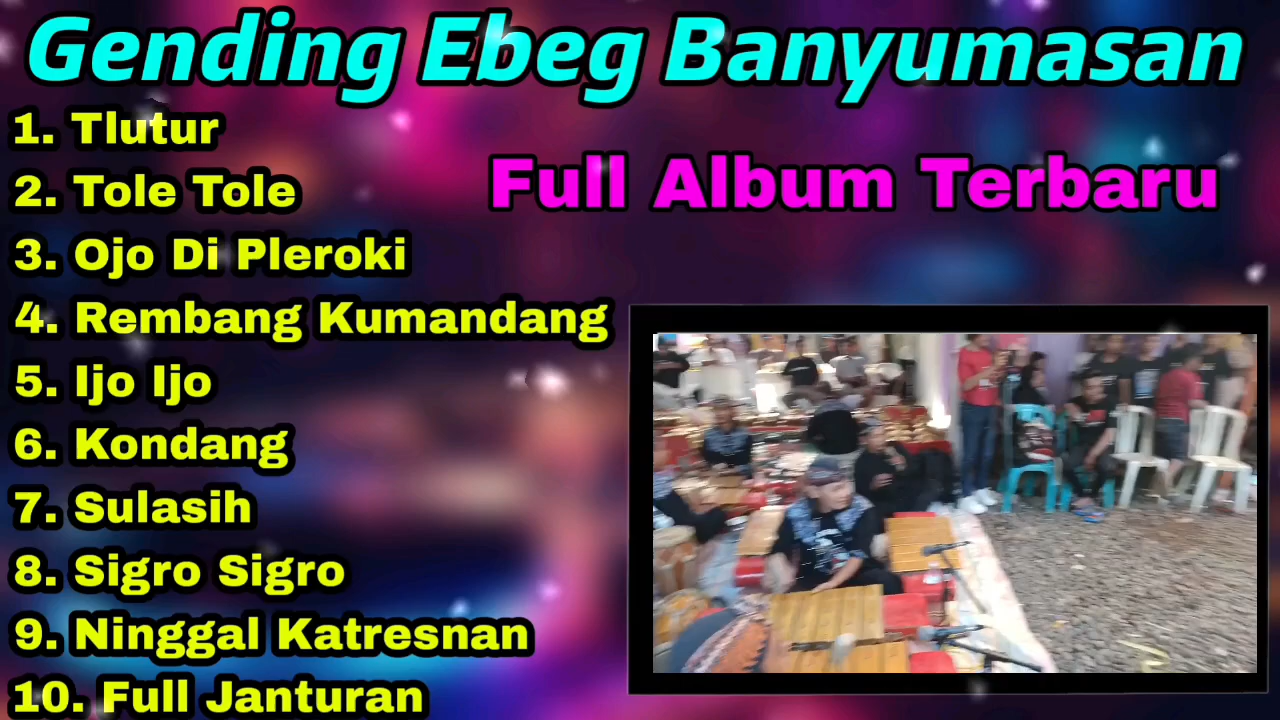 Gending Ebeg Banyumasan
1. Tlutur
2. Tole Tole
Full Album Terbaru
3. Ojo Di Pleroki
4. Rembang Kumandang
5. Ijo Ijo
6. Kondang
7. Sulasih
8. Sigro Sigro
9. Ninggal Katresnan
10. Full Janturan